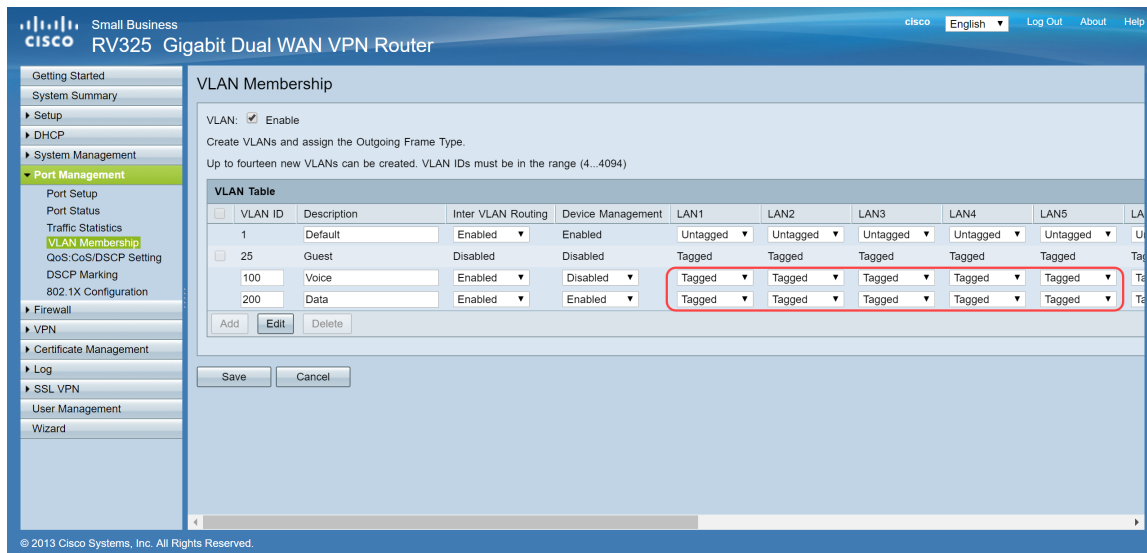 Small Business
CISCO RV325 Gigabit Dual WAN VPN Router
cisco English Log Out About Help
Getting Started
System Summary
Setup
DHCP
System Management
Port Management
Port Setup
Port Status
Traffic Statistics
VLAN Membership
QoS:CoS/DSCP Setting
DSCP Marking
802.1X Configuration
Firewall
VPN
Certificate Management
Log
SSL VPN
User Management
Wizard
VLAN Membership
VLAN: Enable
Create VLANs and assign the Outgoing Frame Type.
Up to fourteen new VLANs can be created. VLAN IDs must be in the range (4...4094)
VLAN Table
VLAN ID Description Inter VLAN Routing Device Management LAN1 LAN2 LAN3 LAN4 LAN5 LA
1 Default Enabled Enabled Untagged Untagged Untagged Untagged Untagged U
25 Guest Disabled Disabled Tagged Tagged Tagged Tagged Tagged Tag
100 Voice Enabled Disabled Tagged Tagged Tagged Tagged Tagged Ta
200 Data Enabled Enabled Tagged Tagged Tagged Tagged Tagged Ta
Add Edit Delete
Save Cancel
© 2013 Cisco Systems, Inc. All Rights Reserved.